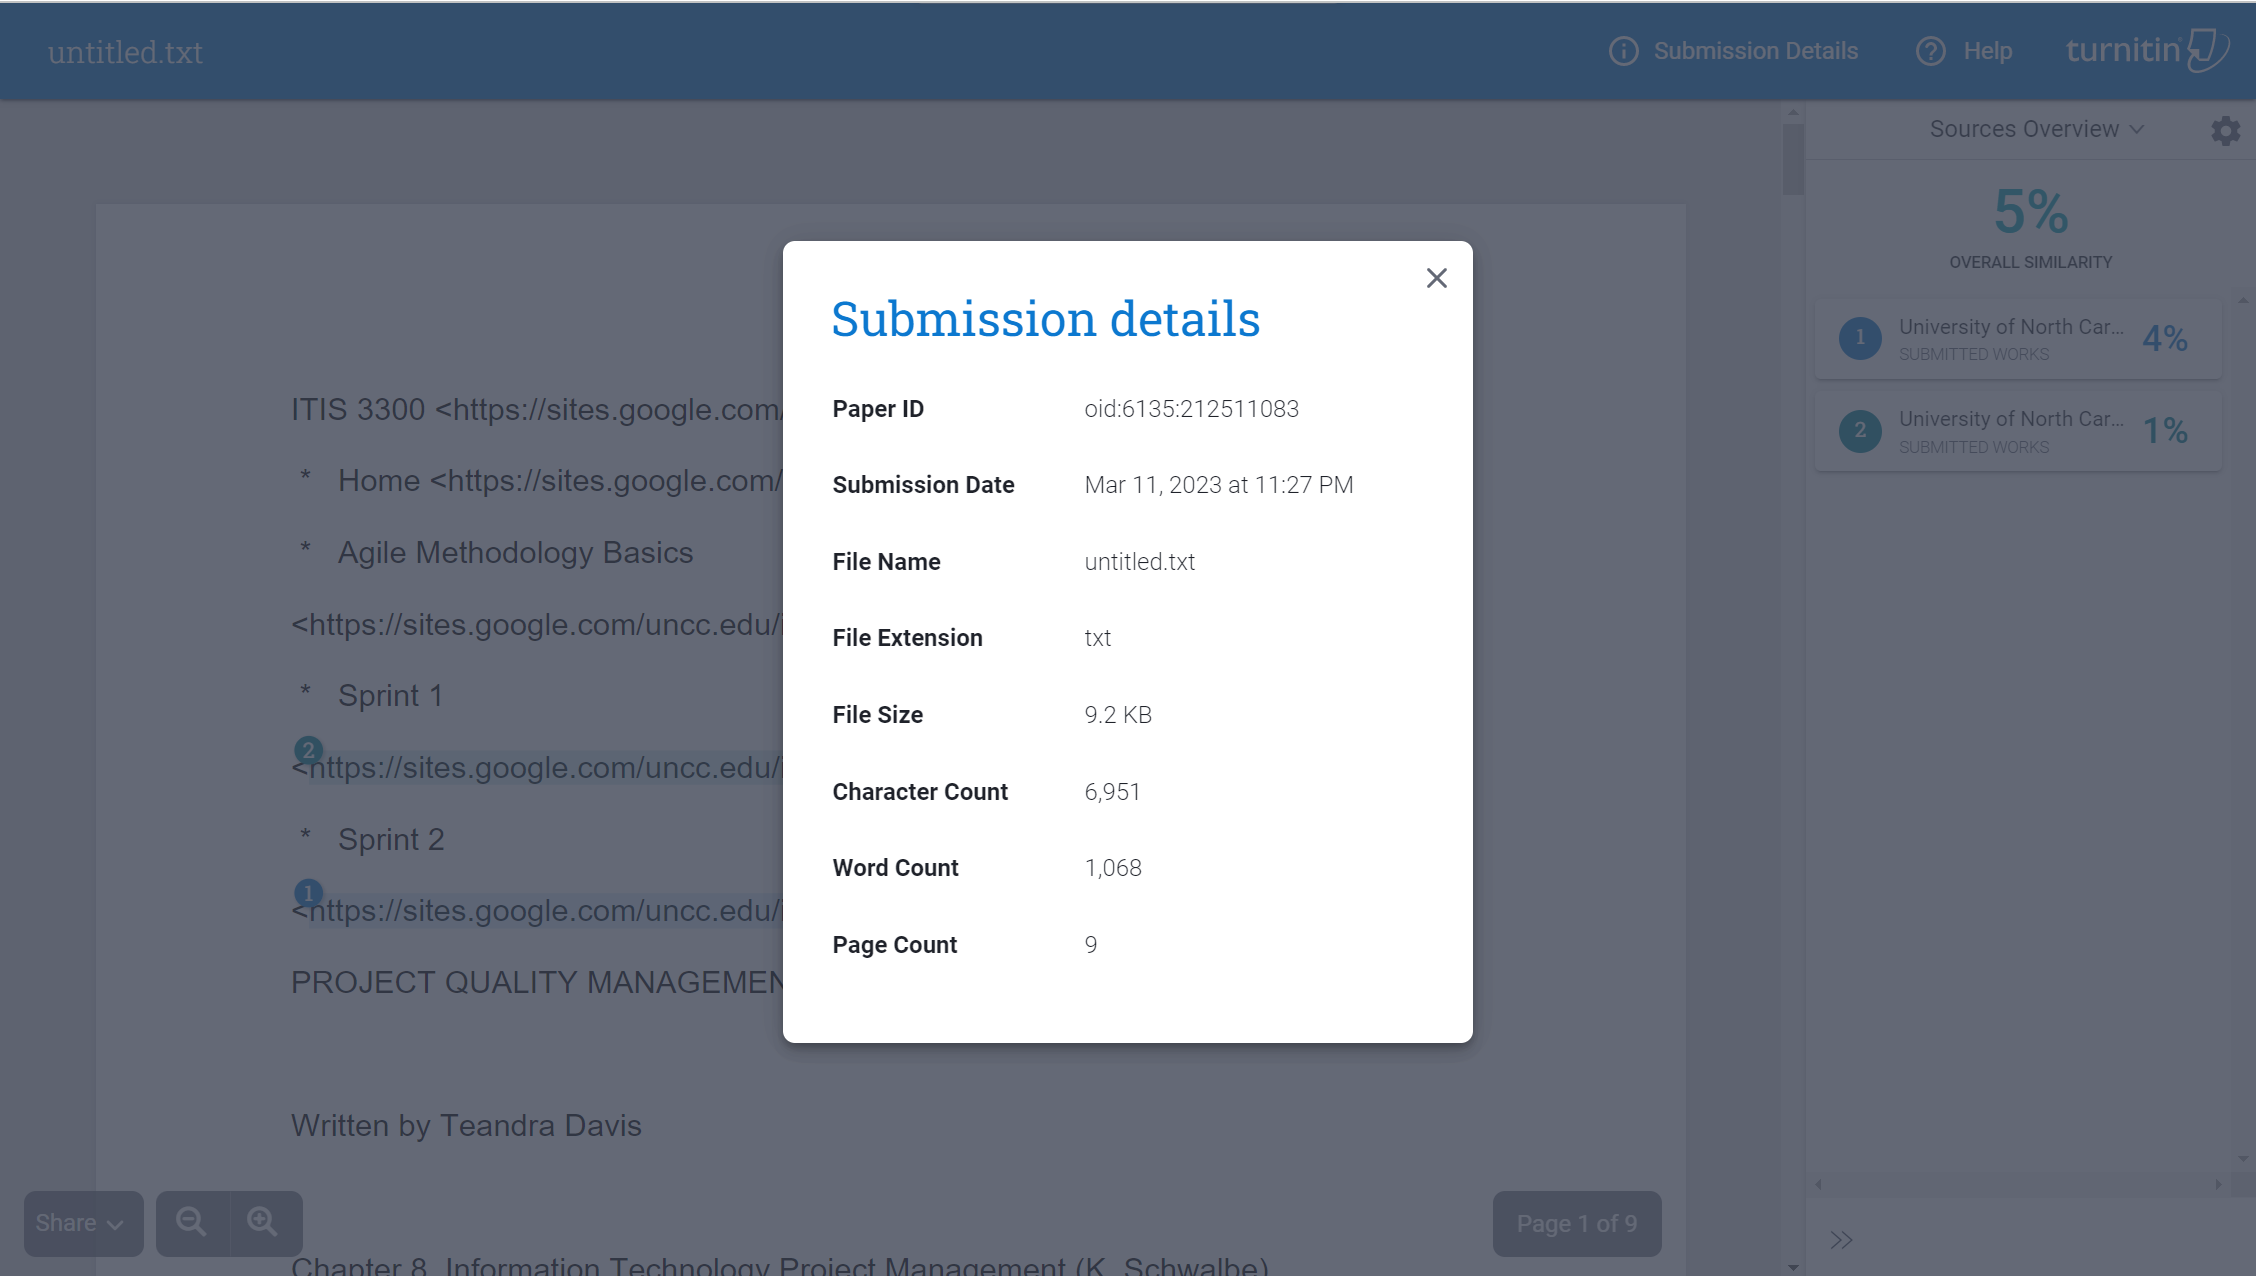 untitled.txt
Submission Details
Help
turnitin
Sources Overview
5%
OVERALL SIMILARITY
1 University of North Car... 4%
SUBMITTED WORKS
2 University of North Car... 1%
SUBMITTED WORKS
ITIS 3300 <https://sites.google.com/
* Home <https://sites.google.com/
* Agile Methodology Basics
<https://sites.google.com/uncc.edu/i
* Sprint 1
2
<https://sites.google.com/uncc.edu/i
* Sprint 2
1
<https://sites.google.com/uncc.edu/i
PROJECT QUALITY MANAGEMEN
Written by Teandra Davis
Chapter 8, Information Technology Project Management (K. Schwalbe)
Submission details
Paper ID oid:6135:212511083
Submission Date Mar 11, 2023 at 11:27 PM
File Name untitled.txt
File Extension txt
File Size 9.2 KB
Character Count 6,951
Word Count 1,068
Page Count 9
Share
Page 1 of 9